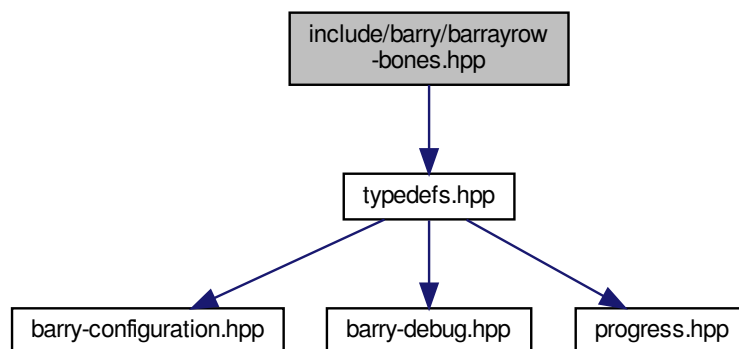 include/barry/barrayrow
-bones.hpp
typedefs.hpp
barry-configuration.hpp
barry-debug.hpp
progress.hpp